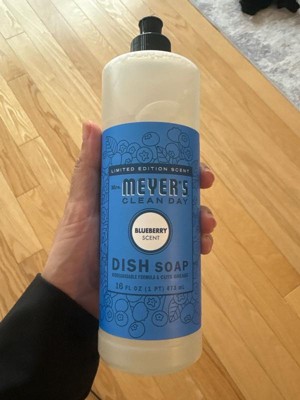 LIMITED EDITION SCENT
MRS. MEYER'S
CLEAN DAY
BLUEBERRY
SCENT
DISH SOAP
16 FL OZ (1 PT) 473 mL